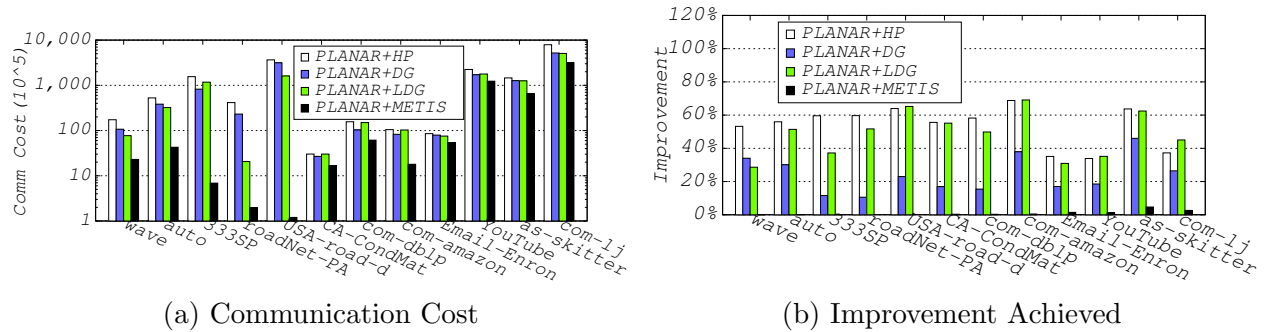 Comm Cost(10^5)
10,000
1,000
100
10
1
PLANAR+HP
PLANAR+DG
PLANAR+LDG
PLANAR+METIS
wave
auto
333SP
roadNet-PA
USA-road-d
CA-CondMat
Com-dblp
Com-amazon
Email-Enron
YouTube
as-skitter
com-lj
(a) Communication Cost
Improvement
120%
100%
80%
60%
40%
20%
0%
PLANAR+HP
PLANAR+DG
PLANAR+LDG
PLANAR+METIS
wave
auto
333SP
roadNet-PA
USA-road-d
CA-CondMat
Com-dblp
Com-amazon
Email-Enron
YouTube
as-skitter
com-lj
(b) Improvement Achieved